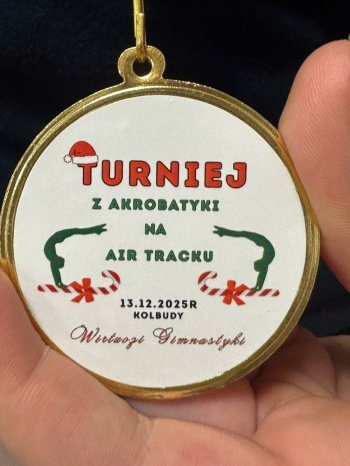 TURNIEJ
Z AKROBATYKI
NA
AIR TRACKU
13.12.2025R
KOLBUDY
Wirtuozi Gimnastyki